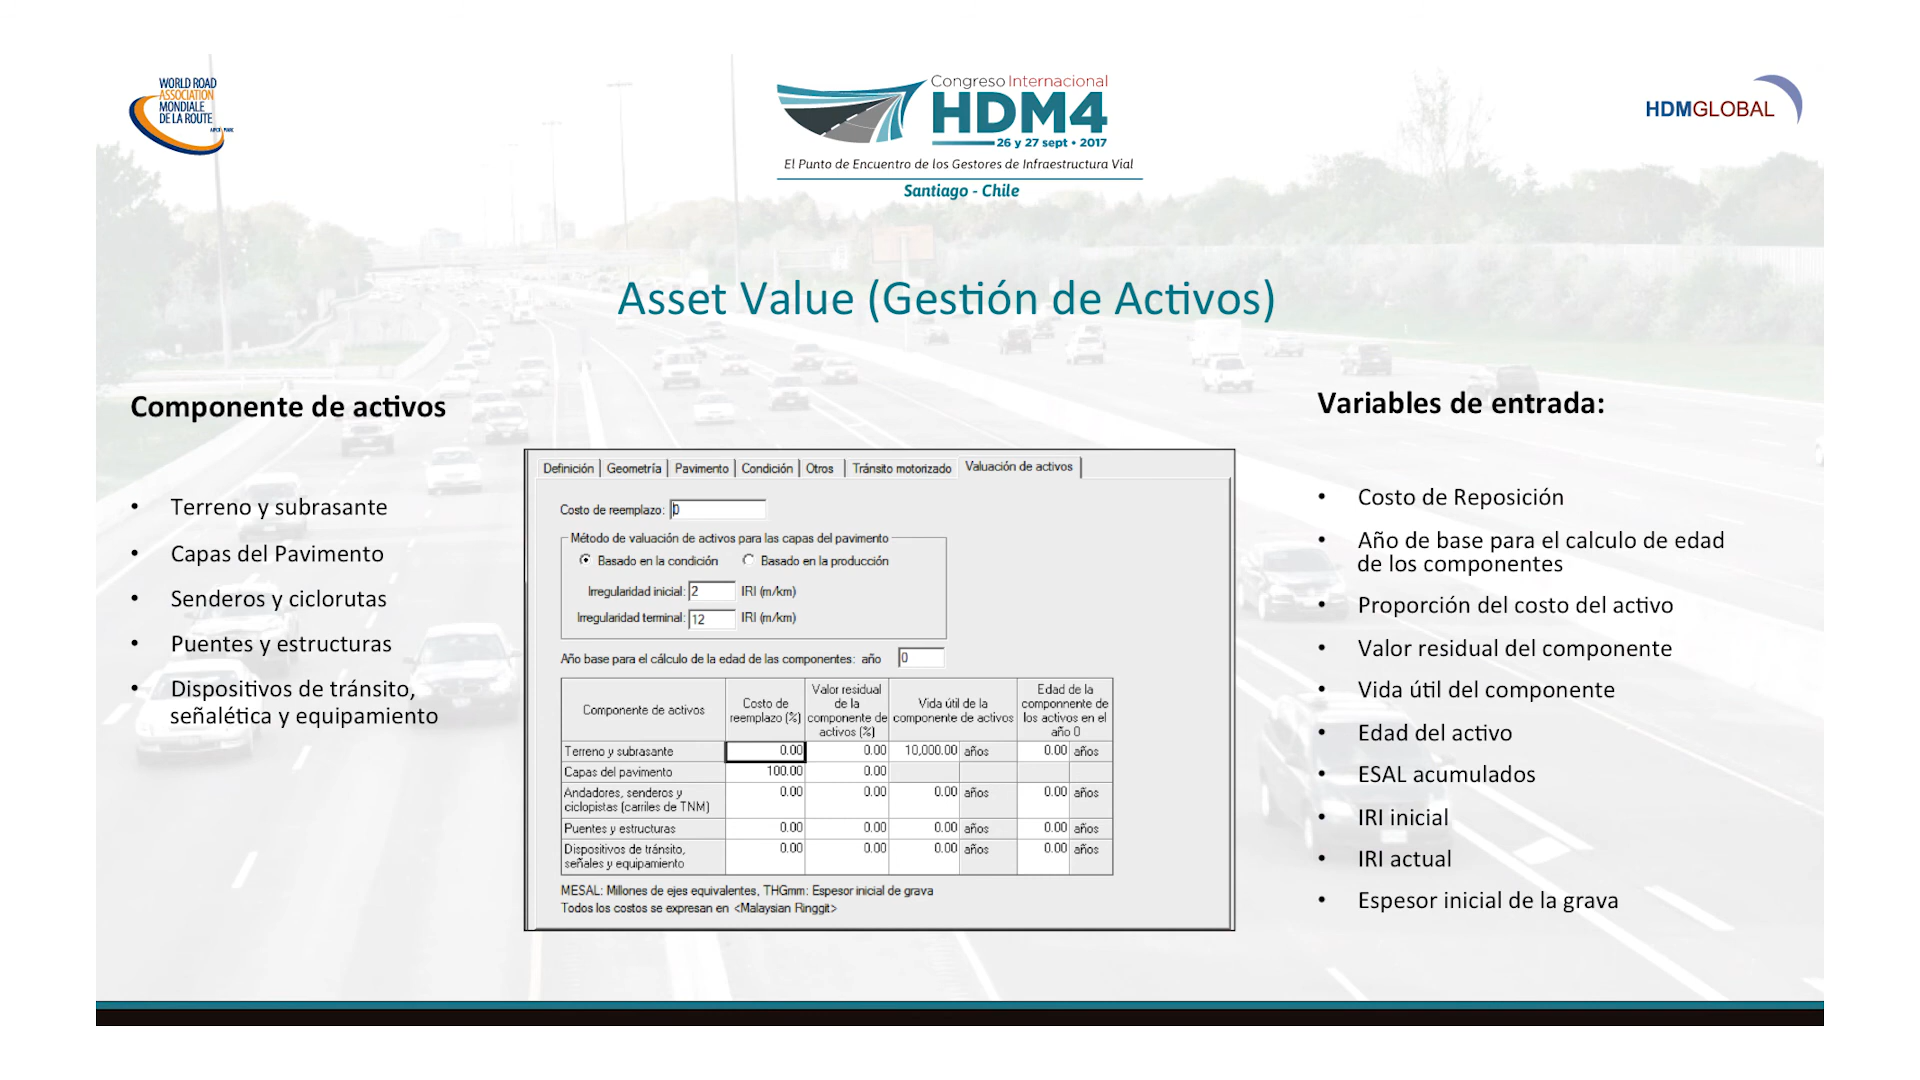 WORLD ROAD
ASSOCIATION
MONDIALE
DE LA ROUTE
Congreso Internacional
HDM4
26 y 27 sept • 2017
El Punto de Encuentro de los Gestores de Infraestructura Vial
Santiago - Chile
HDMGLOBAL
Asset Value (Gestión de Activos)
Componente de activos
• Terreno y subrasante
• Capas del Pavimento
• Senderos y ciclorutas
• Puentes y estructuras
• Dispositivos de tránsito,
señalética y equipamiento
Definición Geometría Pavimento Condición Otros Tránsito motorizado Valuación de activos
Costo de reemplazo: 0
Método de valuación de activos para las capas del pavimento
Basado en la condición Basado en la producción
Irregularidad inicial: 2 IRI (m/km)
Irregularidad terminal: 12 IRI (m/km)
Año base para el cálculo de la edad de las componentes: año 0
Componente de activos
Costo de
reemplazo (%)
Valor residual
de la
componente de
activos (%)
Vida útil de la
componente de activos
Edad de la
componnente de
los activos en el
año 0
Terreno y subrasante 0.00 0.00 10,000.00 años 0.00 años
Capas del pavimento 100.00 0.00
Andadores, senderos y
ciclopistas (carriles de TNM) 0.00 0.00 0.00 años 0.00 años
Puentes y estructuras 0.00 0.00 0.00 años 0.00 años
Dispositivos de tránsito,
señales y equipamiento 0.00 0.00 0.00 años 0.00 años
MESAL: Millones de ejes equivalentes, THGmm: Espesor inicial de grava
Todos los costos se expresan en <Malaysian Ringgit>
Variables de entrada:
• Costo de Reposición
• Año de base para el calculo de edad
de los componentes
• Proporción del costo del activo
• Valor residual del componente
• Vida útil del componente
• Edad del activo
• ESAL acumulados
• IRI inicial
• IRI actual
• Espesor inicial de la grava